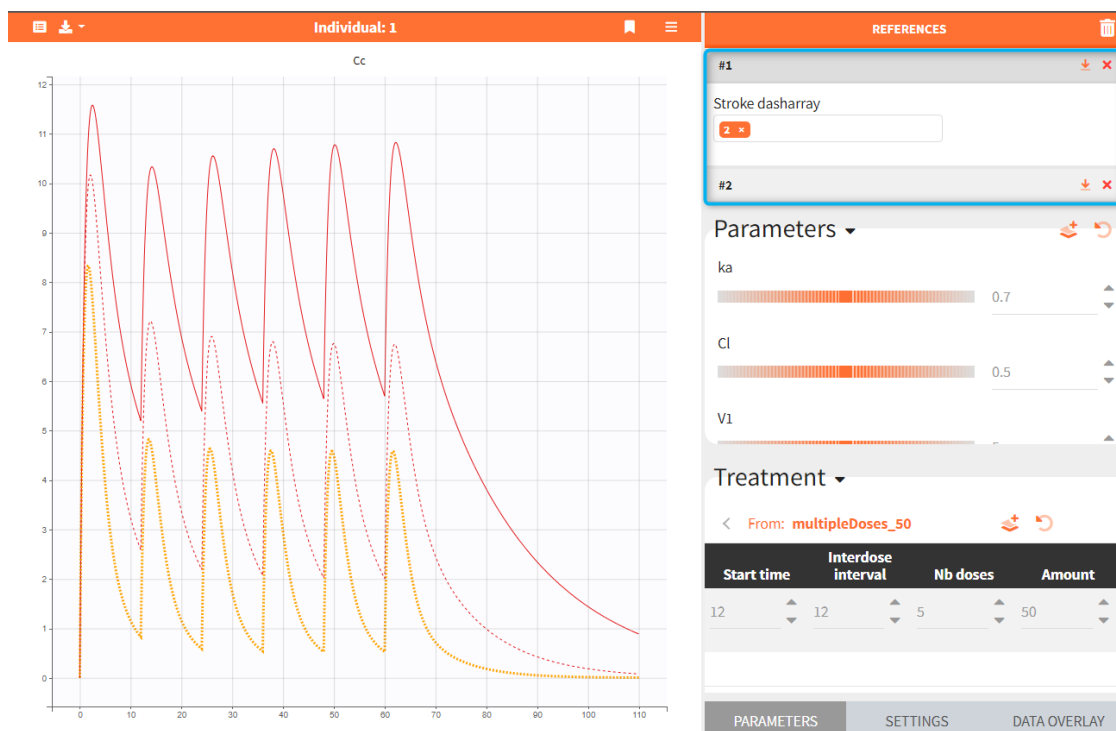 Individual: 1
Cc
12
11
10
9
8
7
6
5
4
3
2
1
0
0 10 20 30 40 50 60 70 80 90 100 110
REFERENCES
#1
Stroke dasharray
2 ×
#2
Parameters
ka
0.7
Cl
0.5
V1
Treatment
From: multipleDoses_50
Start time Interdose interval Nb doses Amount
12 12 5 50
PARAMETERS SETTINGS DATA OVERLAY